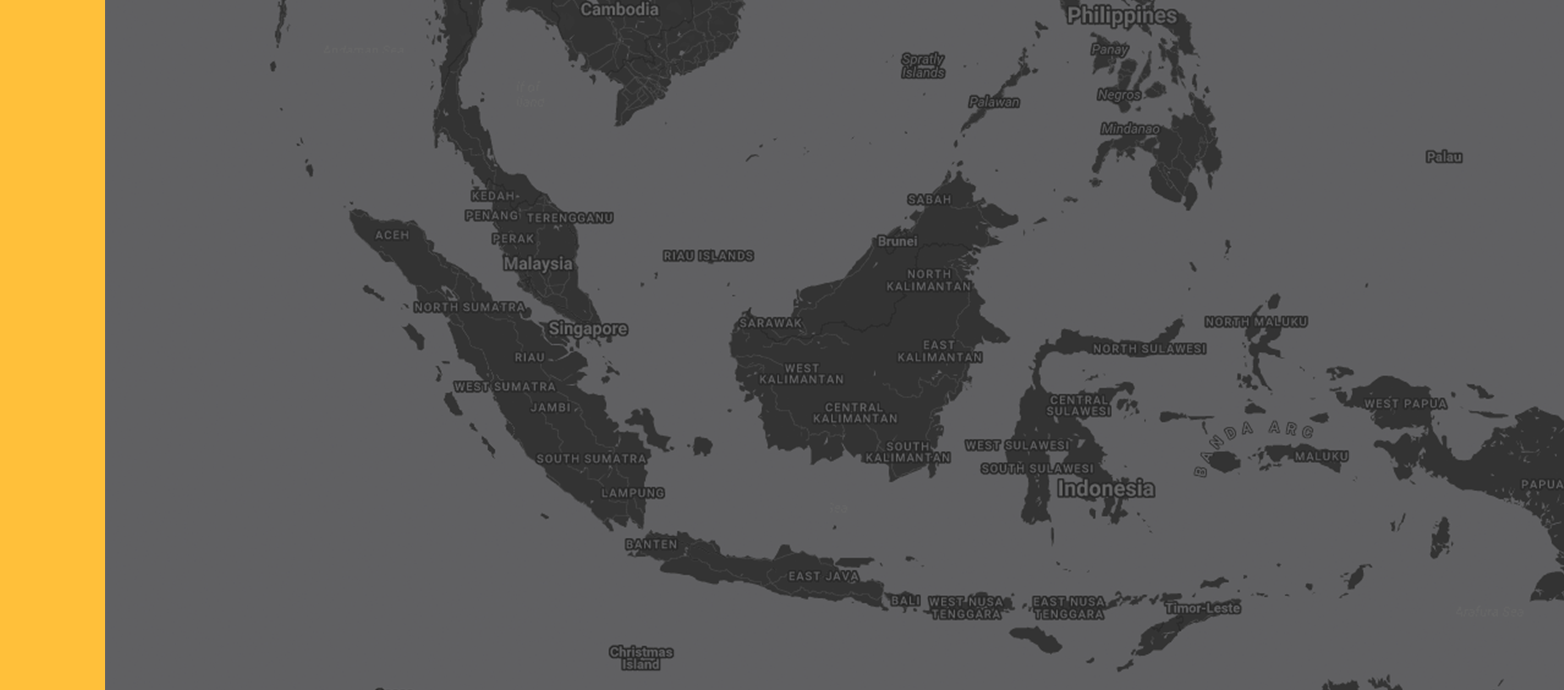 Cambodia
Philippines
Andaman Sea
Panay
Spratly
Islands
Gulf of
Negros
Palawan
Mindanao
Palau
KEDAH
PENANG
TERENGGANU
SABAH
ACEH
PERAK
Brunei
RIAU ISLANDS
Malaysia
NORTH
KALIMANTAN
NORTH SUMATRA
Singapore
SARAWAK
NORTH MALUKU
RIAU
EAST
KALIMANTAN
NORTH SULAWESI
WEST SUMATRA
WEST
KALIMANTAN
JAMBI
CENTRAL
KALIMANTAN
CENTRAL
SULAWESI
WEST PAPUA
BANDA ARC
SOUTH SUMATRA
SOUTH
KALIMANTAN
WEST SULAWESI
SOUTH SULAWESI
MALUKU
PAPUA
LAMPUNG
Indonesia
BANTEN
EAST JAVA
BALI
WEST NUSA
TENGGARA
EAST NUSA
TENGGARA
Timor-Leste
Arafura Sea
Christmas
Island